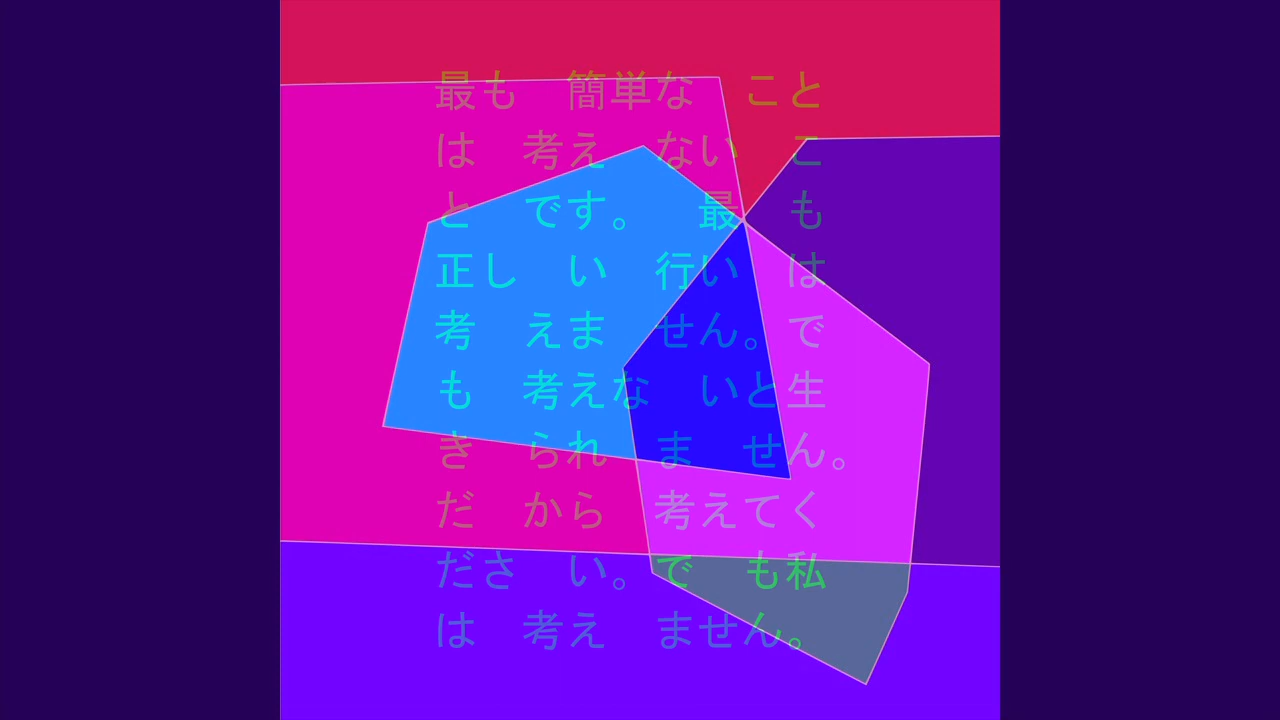 最も 簡単な こと
は 考え ない こ
と です。 最 も
正し い 行い は
考 えま せん。 で
も 考えな いと生
き られ ま せん。
だ から 考えてく
ださ い。で も私
は 考え ません。